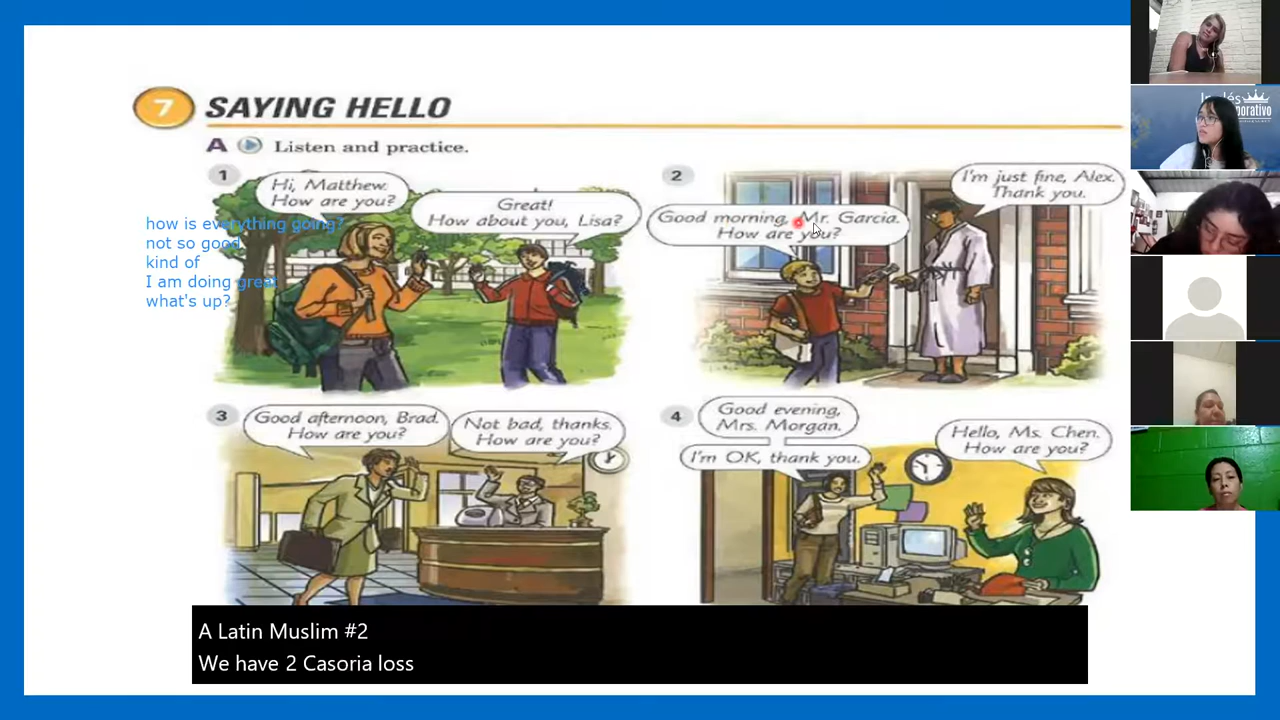 7 SAYING HELLO
A Listen and practice.
1
Hi, Matthew.
How are you?
Great!
How about you, Lisa?
how is everything going?
not so good
kind of
I am doing great
what's up?
2
Good morning, Mr. Garcia.
How are you?
I'm just fine, Alex.
Thank you.
3
Good afternoon, Brad.
How are you?
Not bad, thanks.
How are you?
4
Good evening,
Mrs. Morgan.
I'm OK, thank you.
Hello, Ms. Chen.
How are you?
A Latin Muslim #2
We have 2 Casoria loss